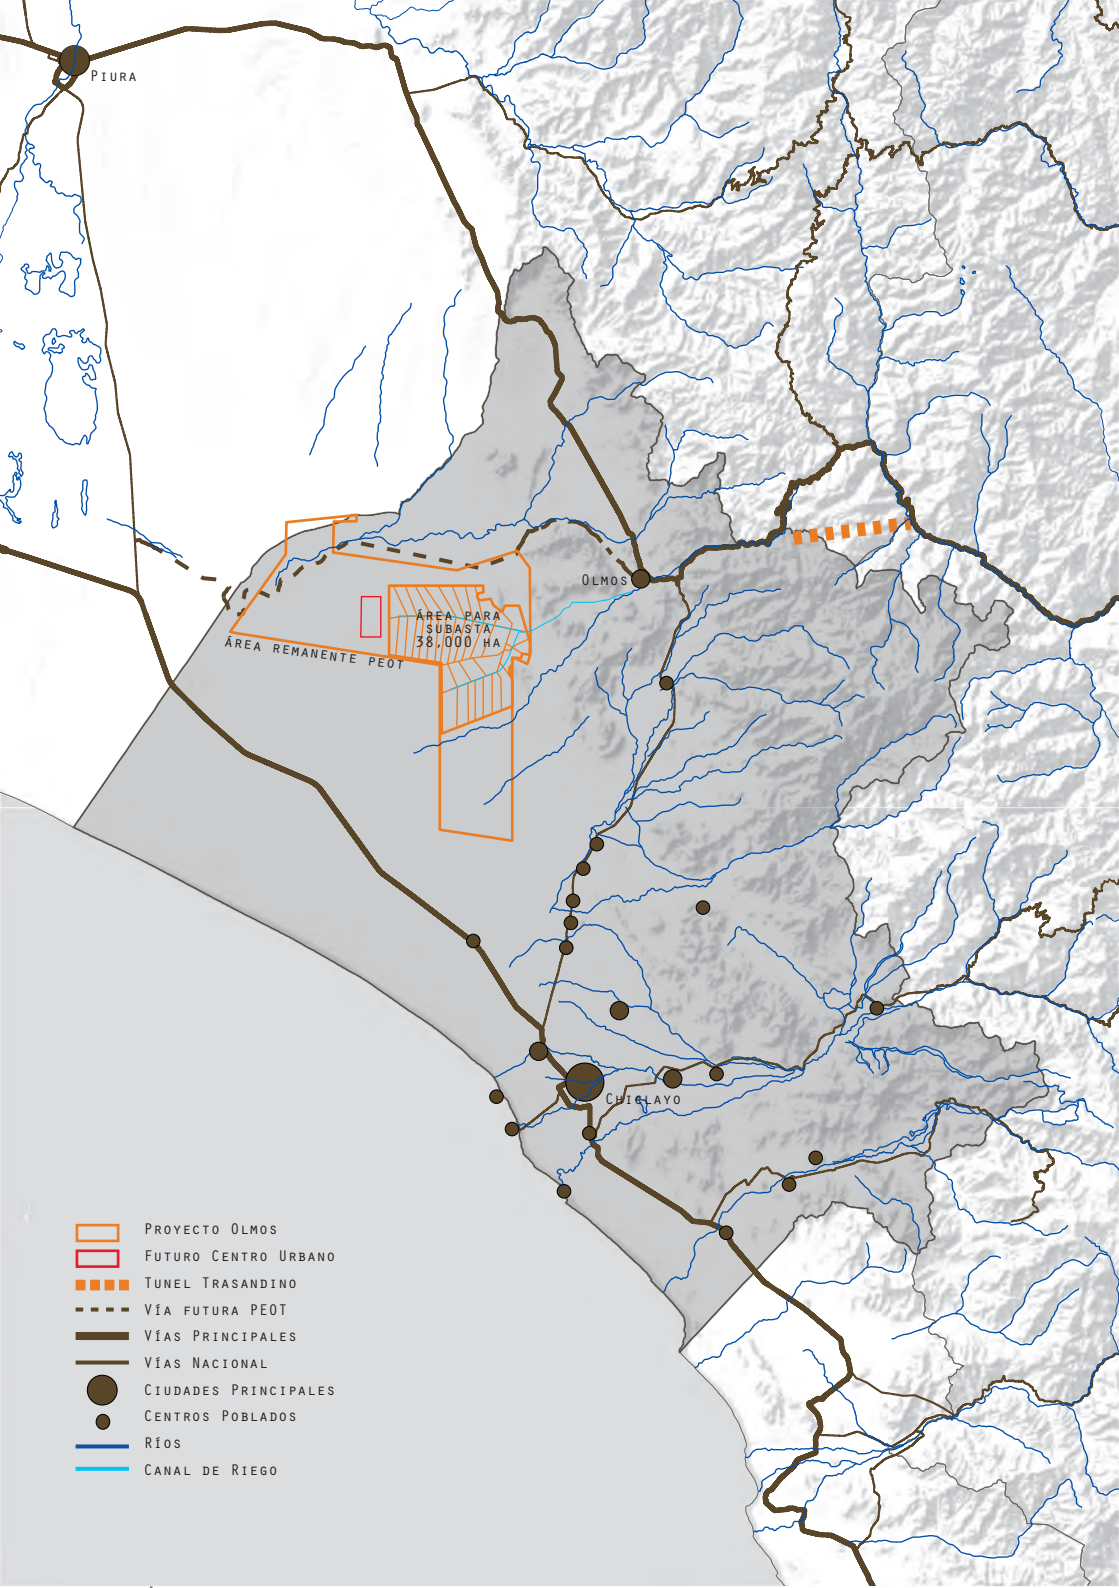 PIURA
OLMOS
ÁREA PARA
SUBASTA
38,000 HA
ÁREA REMANENTE PEOT
CHICLAYO
PROYECTO OLMOS
FUTURO CENTRO URBANO
TUNEL TRASANDINO
VÍA FUTURA PEOT
VÍAS PRINCIPALES
VÍAS NACIONAL
CIUDADES PRINCIPALES
CENTROS POBLADOS
RÍOS
CANAL DE RIEGO